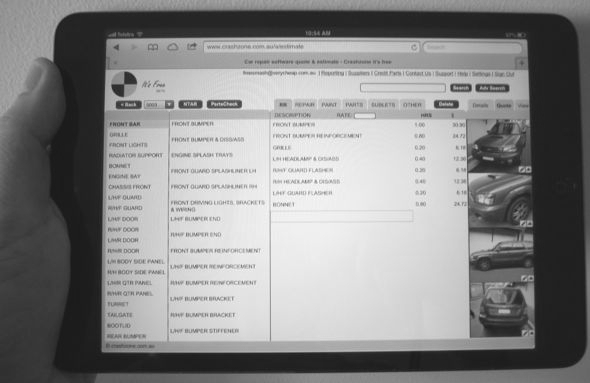 Telstra 10:54 AM 57%
www.crashzone.com.au/a/estimate Search
Car repair software quote & estimate - Crashzone it's free
| Reporting | Suppliers | Credit Parts | Contact Us | Support | Help | Settings | Sign Out
It's Free
Search Adv Search
< Back 0003 NTAR PartsCheck
RR REPAIR PAINT PARTS SUBLETS OTHER Delete Details Quote View
DESCRIPTION RATE: HRS $
FRONT BAR
GRILLE
FRONT LIGHTS
RADIATOR SUPPORT
BONNET
ENGINE BAY
CHASSIS FRONT
L/H/F GUARD
R/H/F GUARD
L/H/F DOOR
R/H/F DOOR
L/H/R DOOR
R/H/R DOOR
L/H BODY SIDE PANEL
R/H BODY SIDE PANEL
L/H/R QTR PANEL
R/H/R QTR PANEL
TURRET
TAILGATE
BOOTLID
REAR BUMPER
FRONT BUMPER
FRONT BUMPER & DISS/ASS
ENGINE SPLASH TRAYS
FRONT GUARD SPLASHLINER LH
FRONT GUARD SPLASHLINER RH
FRONT DRIVING LIGHTS, BRACKETS
& WIRING
L/H/F BUMPER END
R/H/F BUMPER END
FRONT BUMPER REINFORCEMENT
L/H/F BUMPER REINFORCEMENT
R/H/F BUMPER REINFORCEMENT
L/H/F BUMPER BRACKET
R/H/F BUMPER BRACKET
L/H/F BUMPER STIFFENER
FRONT BUMPER 1.00 30.90
FRONT BUMPER REINFORCEMENT 0.80 24.72
GRILLE 0.20 6.18
L/H HEADLAMP & DIS/ASS 0.40 12.36
R/H/F GUARD FLASHER 0.20 6.18
R/H HEADLAMP & DIS/ASS 0.40 12.36
L/H/F GUARD FLASHER 0.20 6.18
BONNET 0.80 24.72
© crashzone.com.au